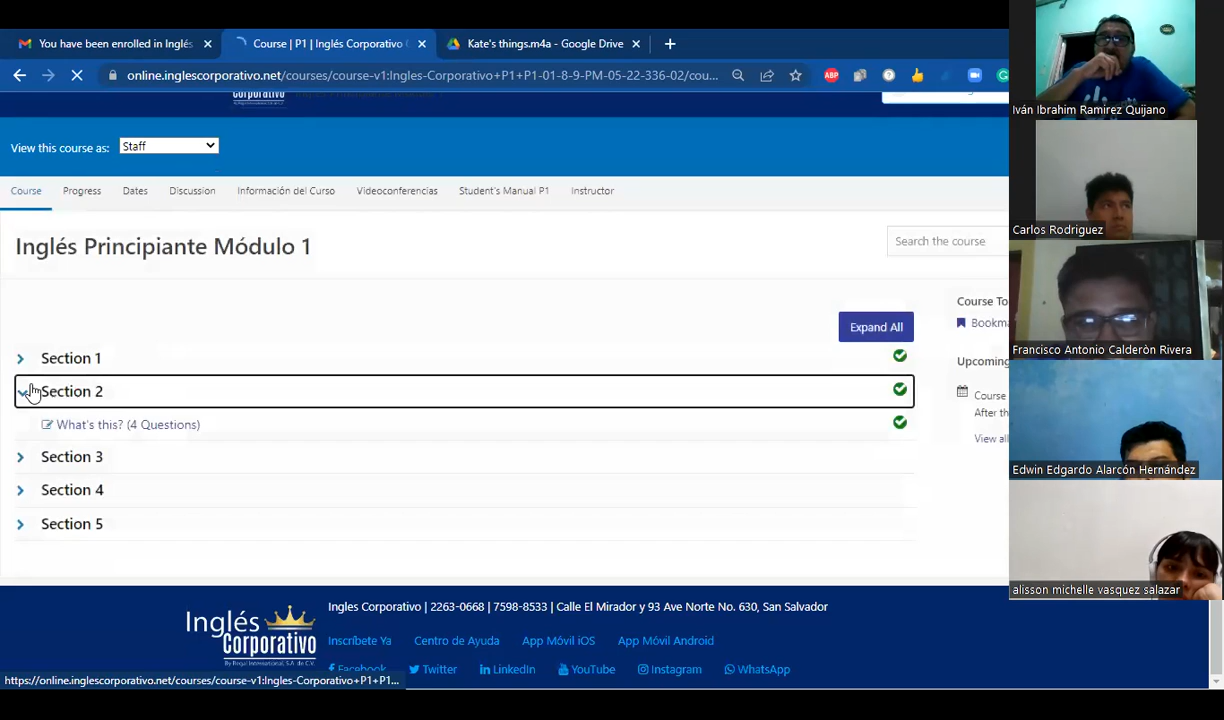 You have been enrolled in Inglés
Course | P1 | Inglés Corporativo
Kate's things.m4a - Google Drive
online.inglescorporativo.net/courses/course-v1:Ingles-Corporativo+P1+P1-01-8-9-PM-05-22-336-02/cou...
ABP
Corporativo
View this course as:
Staff
Course
Progress
Dates
Discussion
Información del Curso
Videoconferencias
Student's Manual P1
Instructor
Inglés Principiante Módulo 1
Search the course
Expand All
Section 1
Section 2
What's this? (4 Questions)
Section 3
Section 4
Section 5
Course To
Bookma
Upcoming
Course
After th
View all
Inglés
Corporativo
Ingles Corporativo | 2263-0668 | 7598-8533 | Calle El Mirador y 93 Ave Norte No. 630, San Salvador
Inscríbete Ya
Centro de Ayuda
App Móvil iOS
App Móvil Android
Facebook
Twitter
LinkedIn
YouTube
Instagram
WhatsApp
https://online.inglescorporativo.net/courses/course-v1:Ingles-Corporativo+P1+P1...
Iván Ibrahim Ramirez Quijano
Carlos Rodriguez
Francisco Antonio Calderòn Rivera
Edwin Edgardo Alarcón Hernández
alisson michelle vasquez salazar